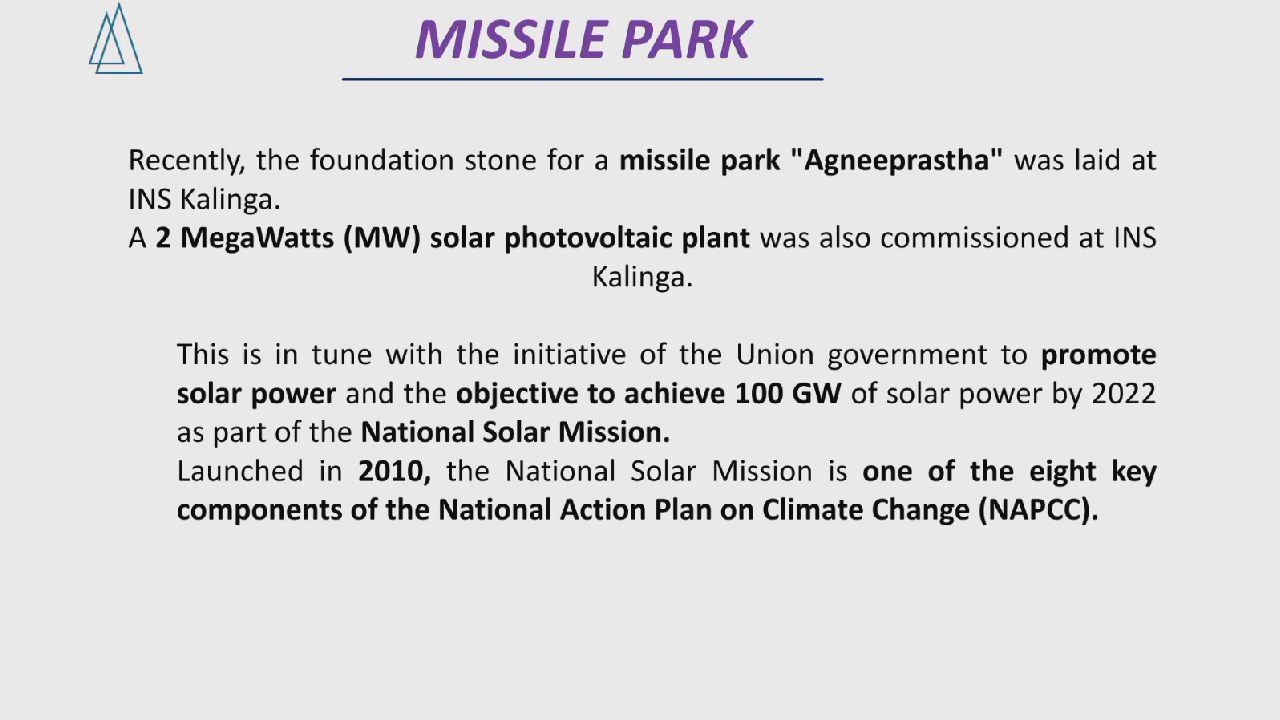 MISSILE PARK
Recently, the foundation stone for a missile park "Agneeprastha" was laid at
INS Kalinga.
A 2 MegaWatts (MW) solar photovoltaic plant was also commissioned at INS
Kalinga.
This is in tune with the initiative of the Union government to promote
solar power and the objective to achieve 100 GW of solar power by 2022
as part of the National Solar Mission.
Launched in 2010, the National Solar Mission is one of the eight key
components of the National Action Plan on Climate Change (NAPCC).